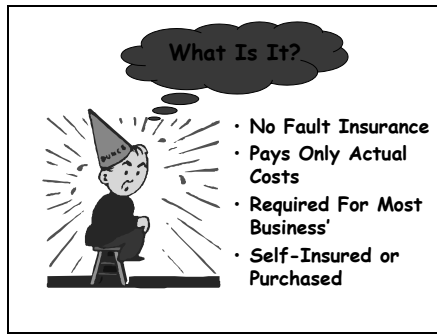 What Is It?
DUNCE
• No Fault Insurance
• Pays Only Actual
Costs
• Required For Most
Business’
• Self-Insured or
Purchased